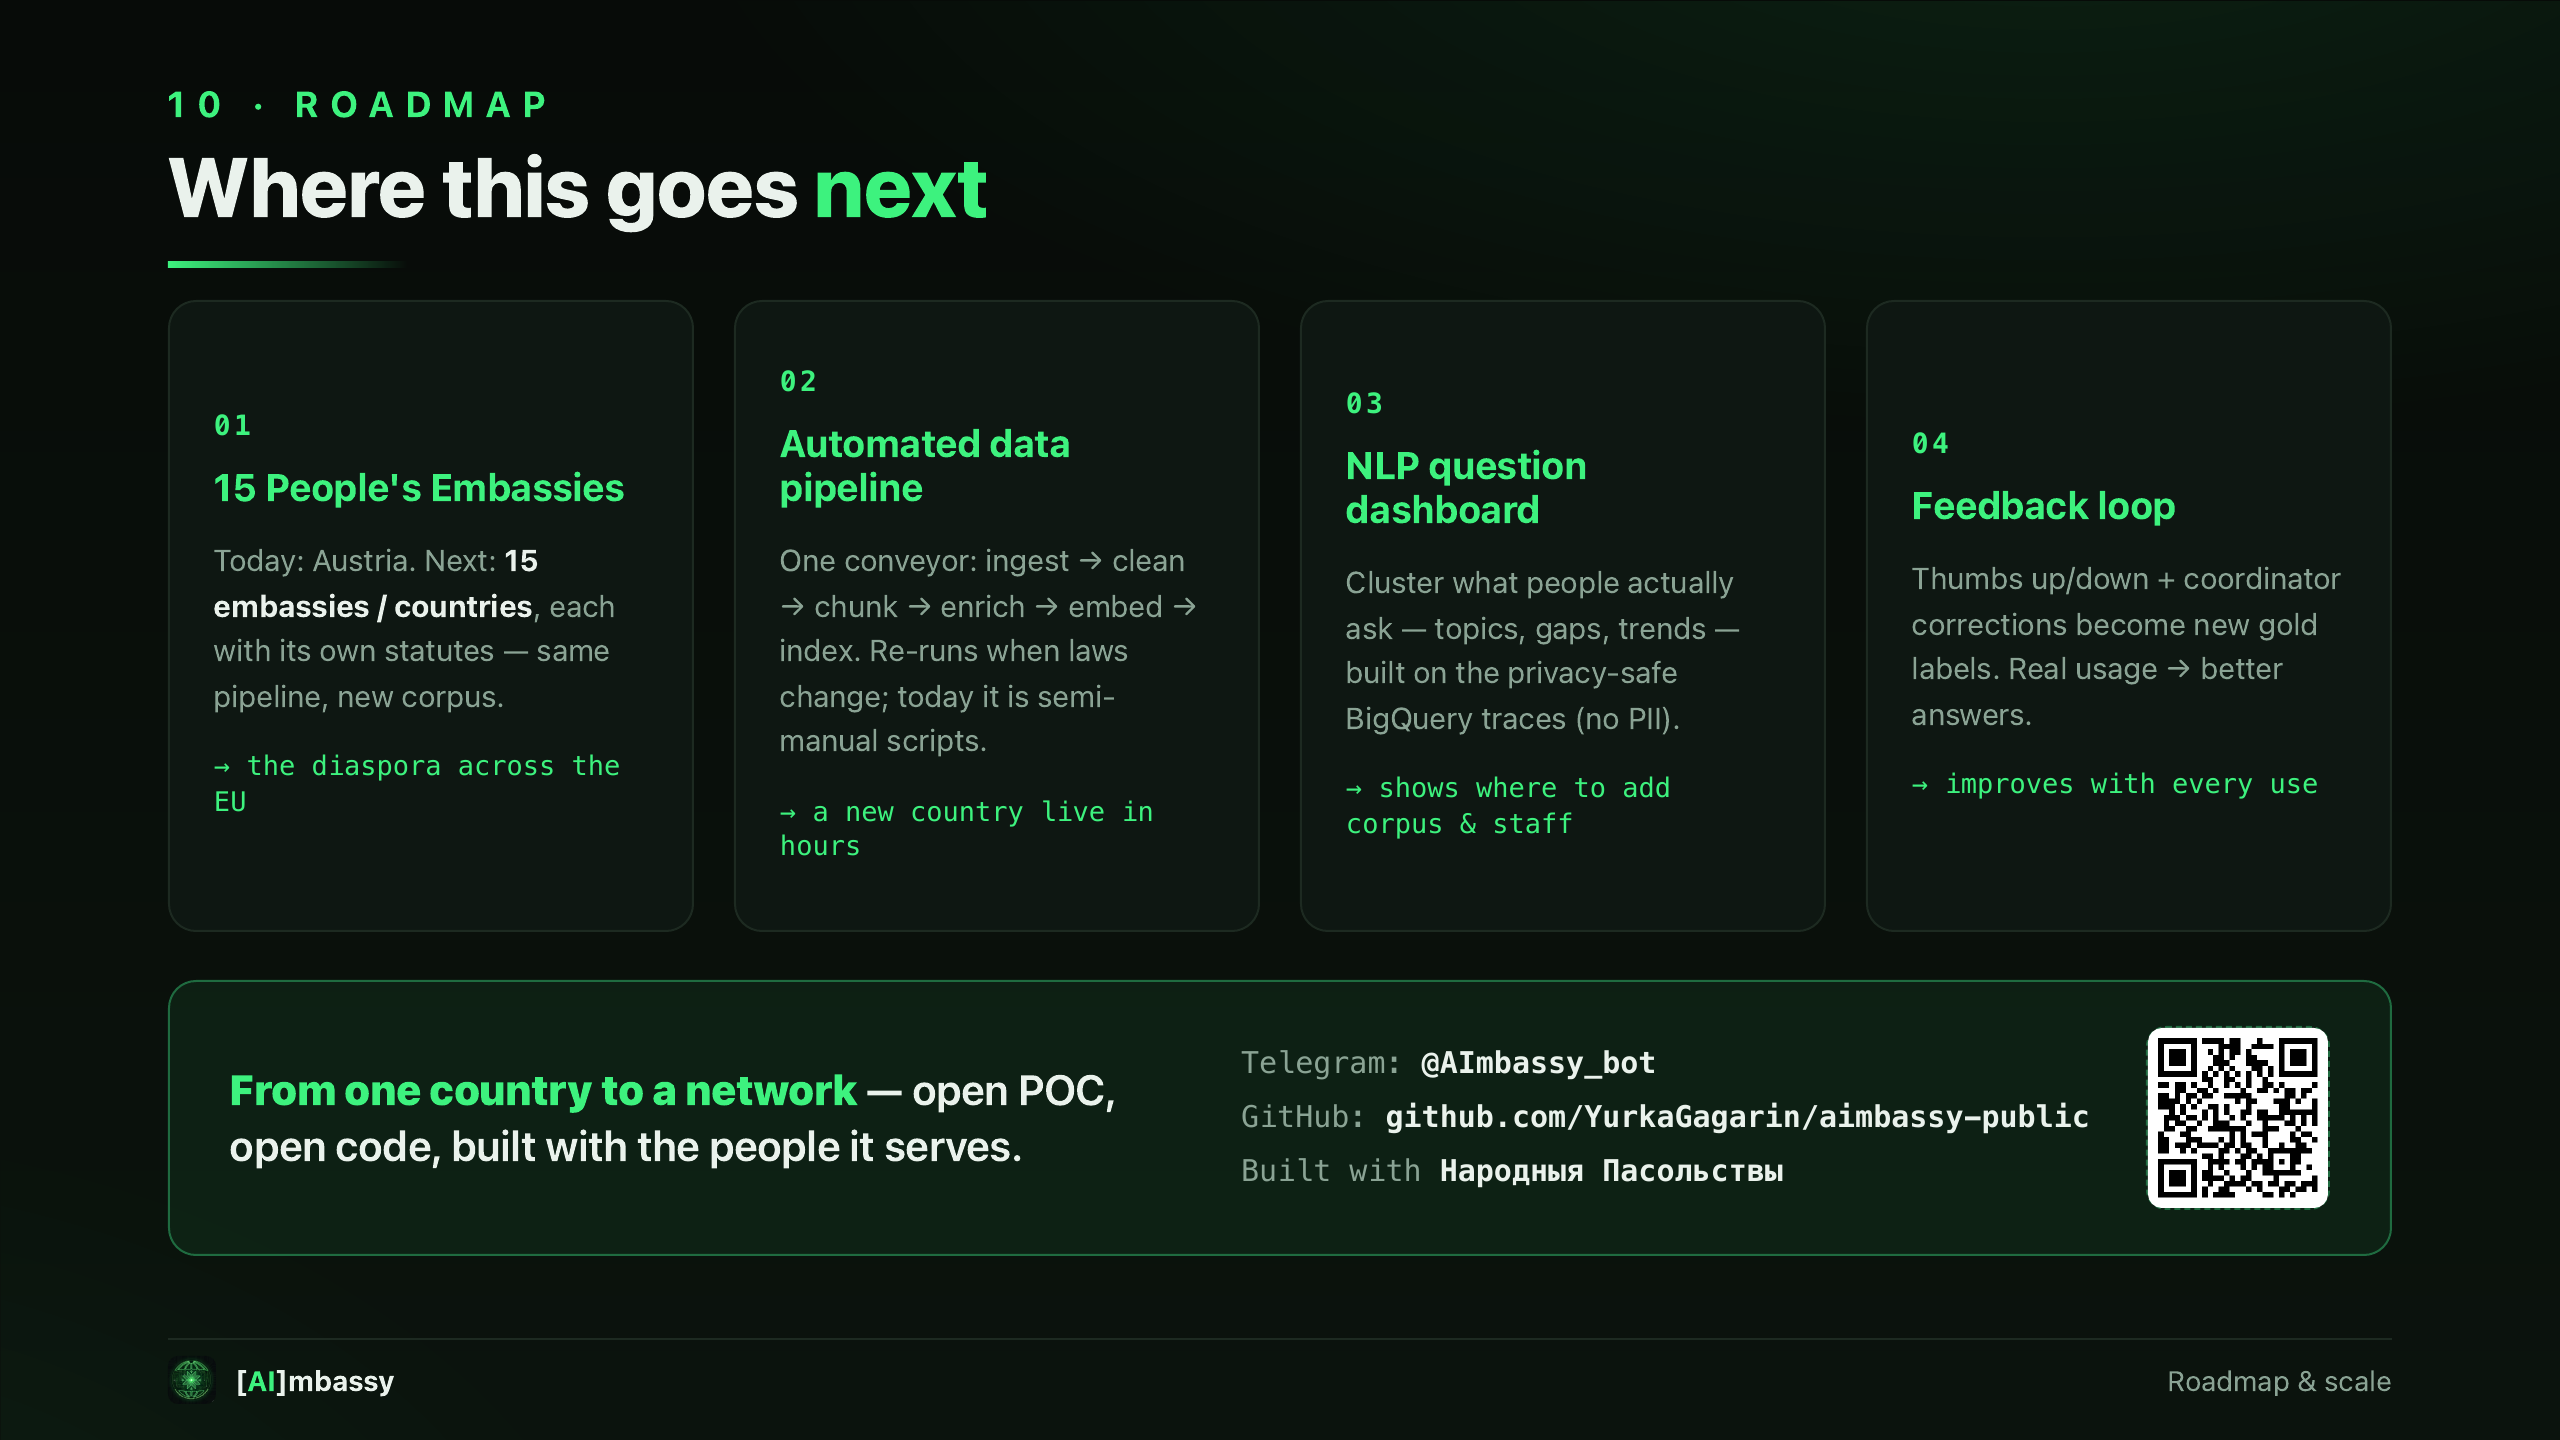 10 · ROADMAP
Where this goes next
01
15 People's Embassies
Today: Austria. Next: 15
embassies / countries, each
with its own statutes — same
pipeline, new corpus.
→ the diaspora across the
EU
02
Automated data
pipeline
One conveyor: ingest → clean
→ chunk → enrich → embed →
index. Re-runs when laws
change; today it is semi-
manual scripts.
→ a new country live in
hours
03
NLP question
dashboard
Cluster what people actually
ask — topics, gaps, trends —
built on the privacy-safe
BigQuery traces (no PII).
→ shows where to add
corpus & staff
04
Feedback loop
Thumbs up/down + coordinator
corrections become new gold
labels. Real usage → better
answers.
→ improves with every use
From one country to a network — open POC,
open code, built with the people it serves.
Telegram: @AImbassy_bot
GitHub: github.com/YurkaGagarin/aimbassy-public
Built with Народныя Пасольствы
[AI]mbassy
Roadmap & scale